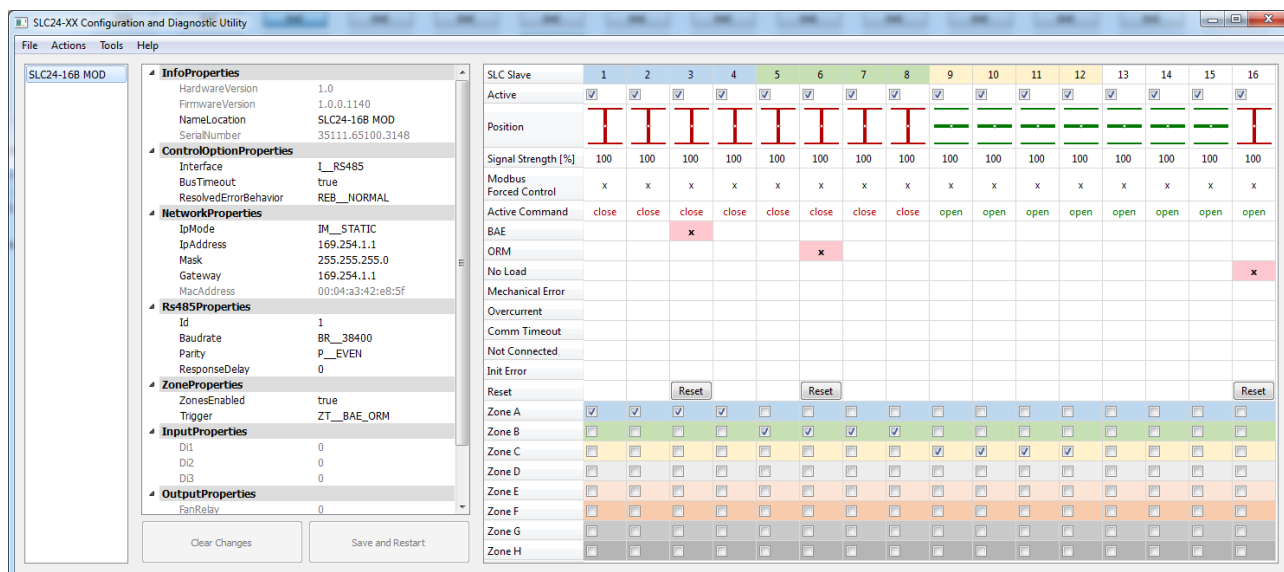 SLC24-XX Configuration and Diagnostic Utility
File Actions Tools Help
SLC24-16B MOD
InfoProperties
HardwareVersion 1.0
FirmwareVersion 1.0.0.1140
NameLocation SLC24-16B MOD
SerialNumber 35111.65100.3148
ControlOptionProperties
Interface I__RS485
BusTimeout true
ResolvedErrorBehavior REB__NORMAL
NetworkProperties
IpMode IM__STATIC
IpAddress 169.254.1.1
Mask 255.255.255.0
Gateway 169.254.1.1
MacAddress 00:04:a3:42:e8:5f
Rs485Properties
Id 1
Baudrate BR__38400
Parity P__EVEN
ResponseDelay 0
ZoneProperties
ZonesEnabled true
Trigger ZT__BAE_ORM
InputProperties
Di1 0
Di2 0
Di3 0
OutputProperties
FanRelay 0
Clear Changes Save and Restart
SLC Slave 1 2 3 4 5 6 7 8 9 10 11 12 13 14 15 16
Active
Position
Signal Strength [%] 100 100 100 100 100 100 100 100 100 100 100 100 100 100 100 100
Modbus
Forced Control x x x x x x x x x x x x x x x x
Active Command close close close close close close close close open open open open open open open open
BAE x
ORM x
No Load x
Mechanical Error
Overcurrent
Comm Timeout
Not Connected
Init Error
Reset Reset Reset Reset
Zone A
Zone B
Zone C
Zone D
Zone E
Zone F
Zone G
Zone H